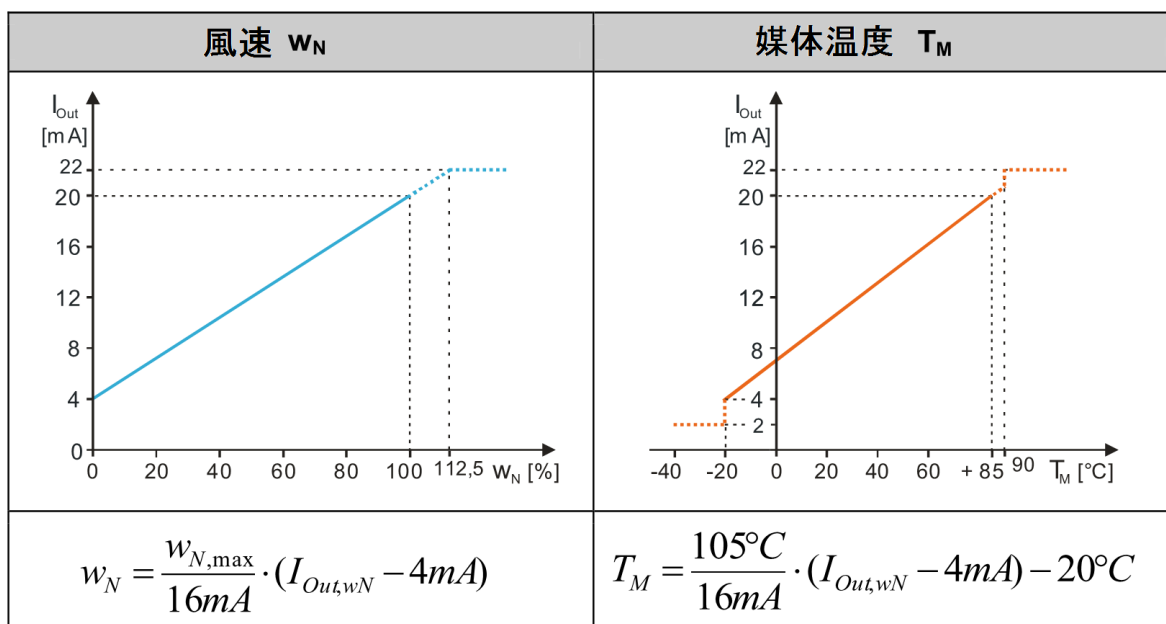 風速 wN
媒体温度 TM
IOut
[mA]
22
20
16
12
8
4
0
0 20 40 60 80 100 112,5 wN [%]
IOut
[mA]
22
20
16
12
8
4
2
-40 -20 0 20 40 60 +85 90 TM [°C]
wN = wN,max / 16mA · (IOut,wN − 4mA)
TM = 105°C / 16mA · (IOut,wN − 4mA) − 20°C